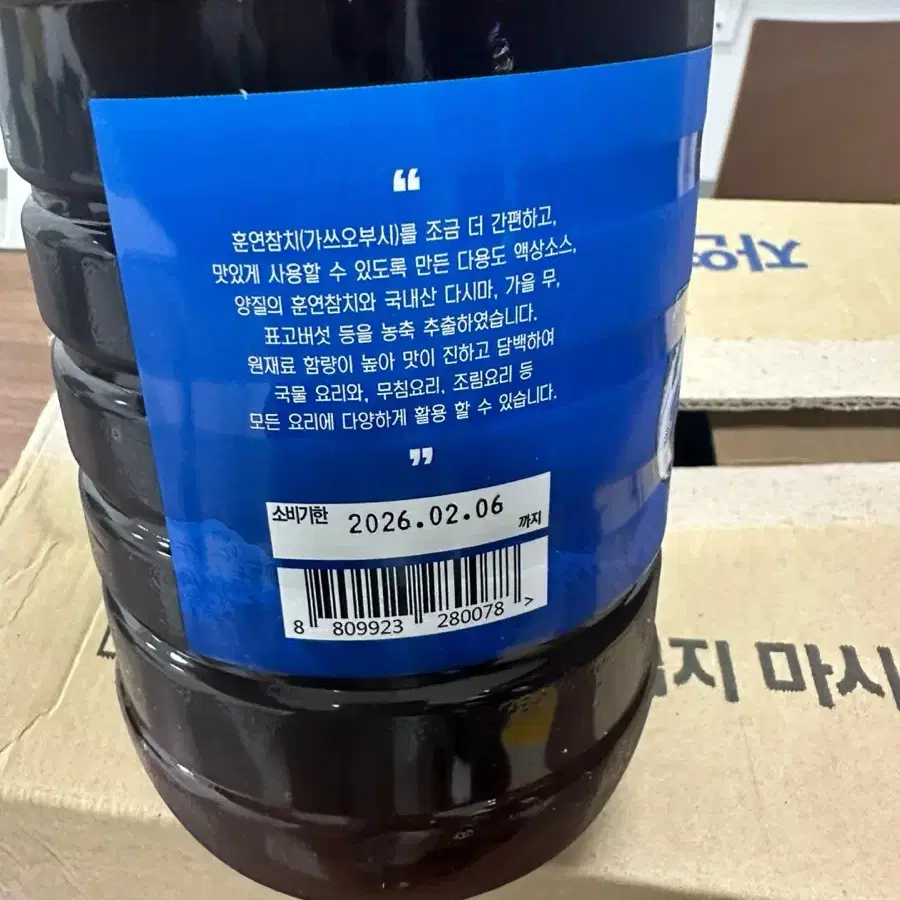 “
훈연참치(가쓰오부시)를 조금 더 간편하고,
맛있게 사용할 수 있도록 만든 다용도 액상소스,
양질의 훈연참치와 국내산 다시마, 가을 무,
표고버섯 등을 농축 추출하였습니다.
원재료 함량이 높아 맛이 진하고 담백하여
국물 요리와, 무침요리, 조림요리 등
모든 요리에 다양하게 활용 할 수 있습니다.
”
소비기한 2026.02.06 까지
8 809923 280078 >
지 마시